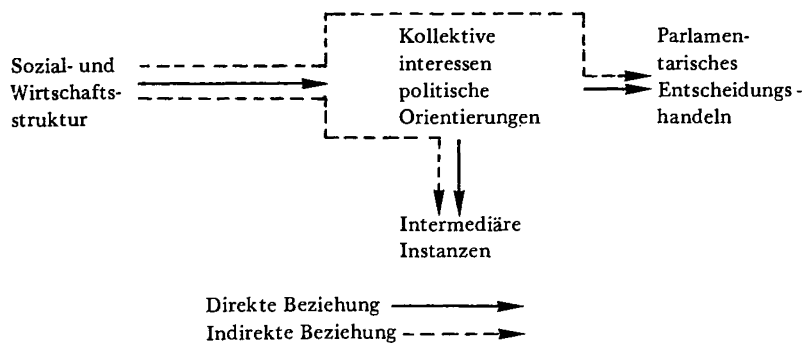 Sozial- und
Wirtschafts-
struktur
Kollektive
interessen
politische
Orientierungen
Parlamen-
tarisches
Entscheidungs-
handeln
Intermediäre
Instanzen
Direkte Beziehung
Indirekte Beziehung